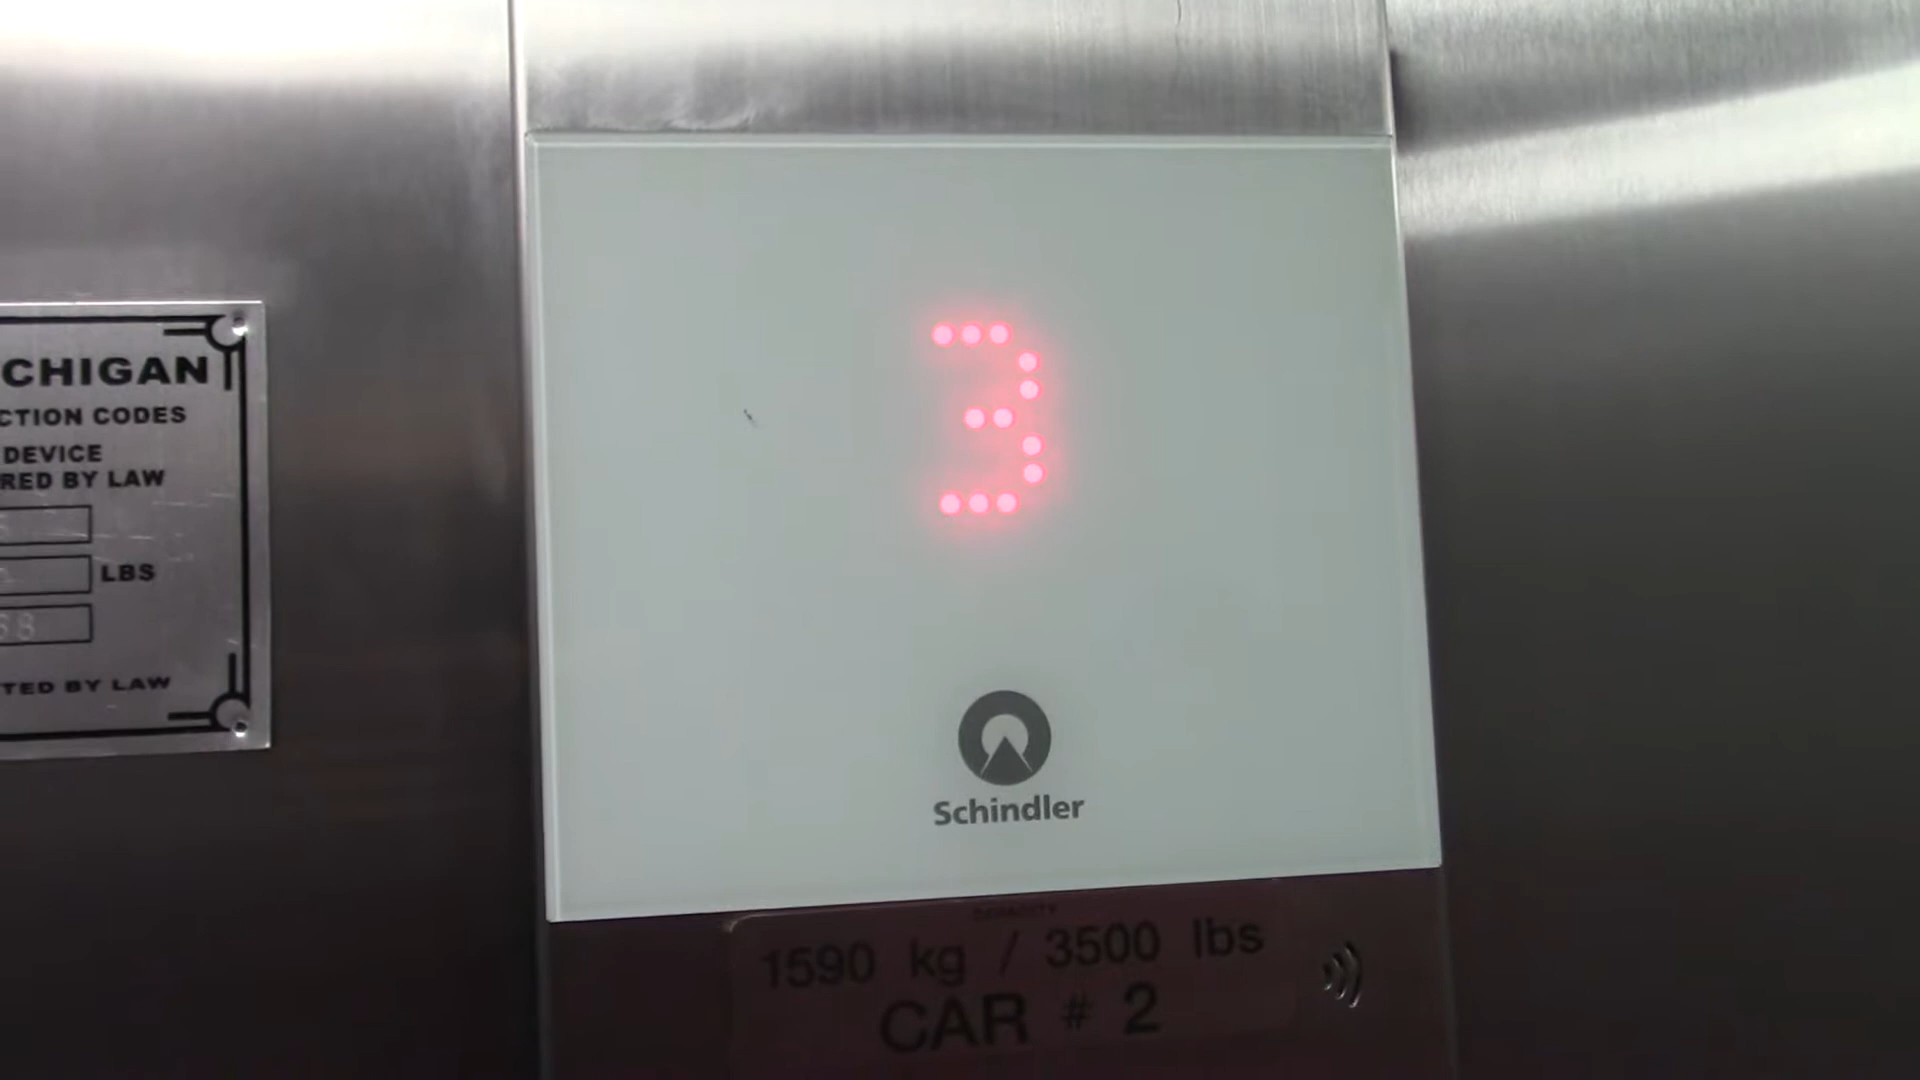 CHIGAN
CTION CODES
DEVICE
RED BY LAW
LBS
TED BY LAW
3
Schindler
CAPACITY
1590 kg / 3500 lbs
CAR # 2